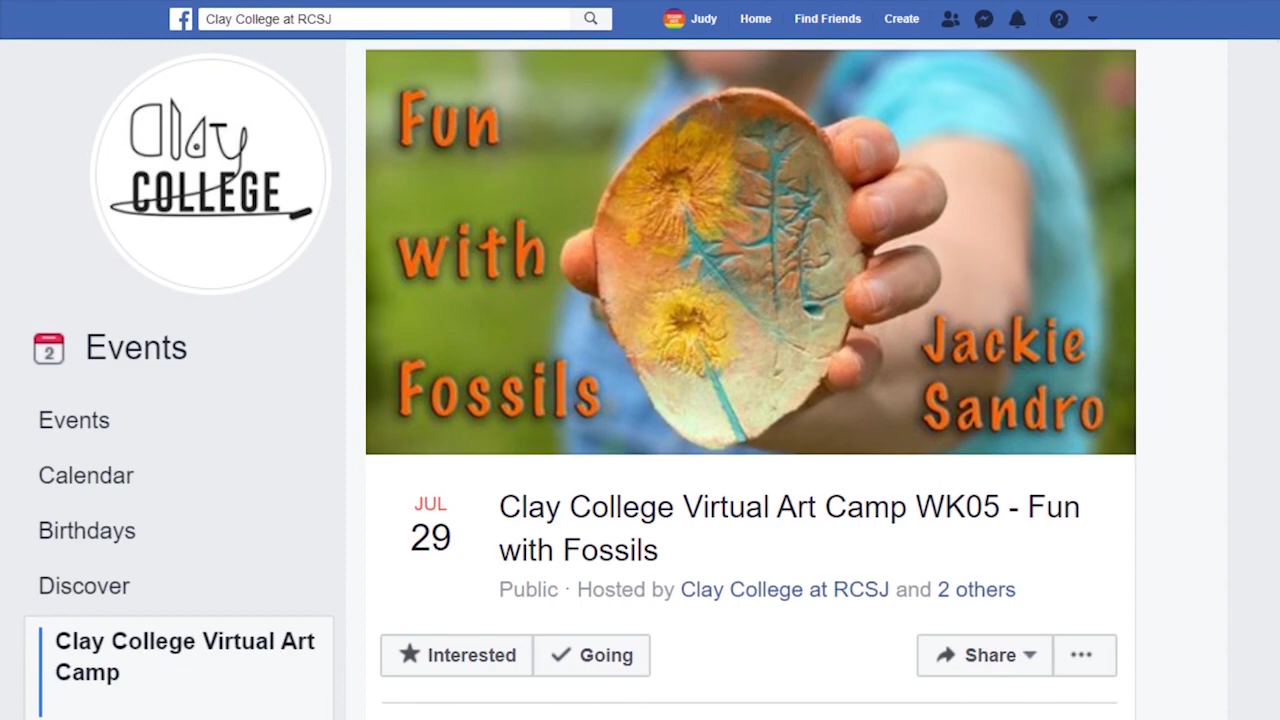 Clay College at RCSJ
Judy
Home
Find Friends
Create
Clay
COLLEGE
Events
Events
Calendar
Birthdays
Discover
Clay College Virtual Art
Camp
Fun
with
Fossils
Jackie
Sandro
JUL
29
Clay College Virtual Art Camp WK05 - Fun
with Fossils
Public · Hosted by Clay College at RCSJ and 2 others
Interested
Going
Share